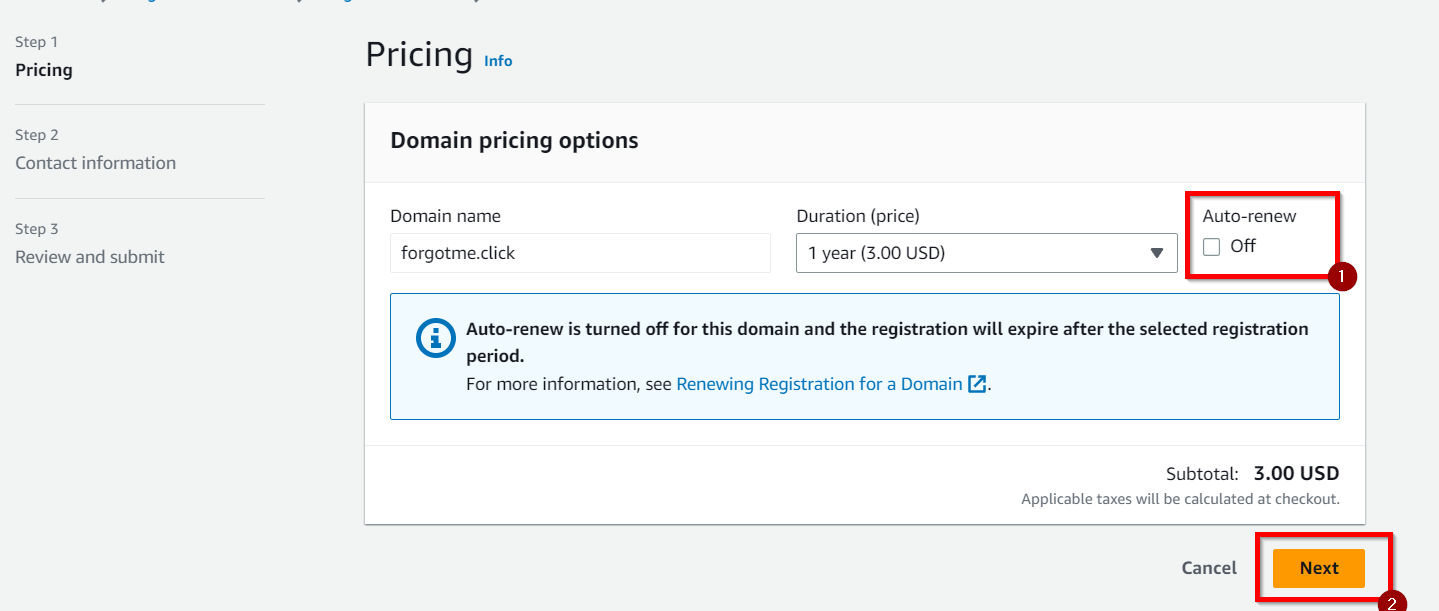 Step 1
Pricing
Step 2
Contact information
Step 3
Review and submit
Pricing Info
Domain pricing options
Domain name
forgotme.click
Duration (price)
1 year (3.00 USD)
Auto-renew
Off
1
Auto-renew is turned off for this domain and the registration will expire after the selected registration
period.
For more information, see Renewing Registration for a Domain.
Subtotal: 3.00 USD
Applicable taxes will be calculated at checkout.
Cancel
Next
2